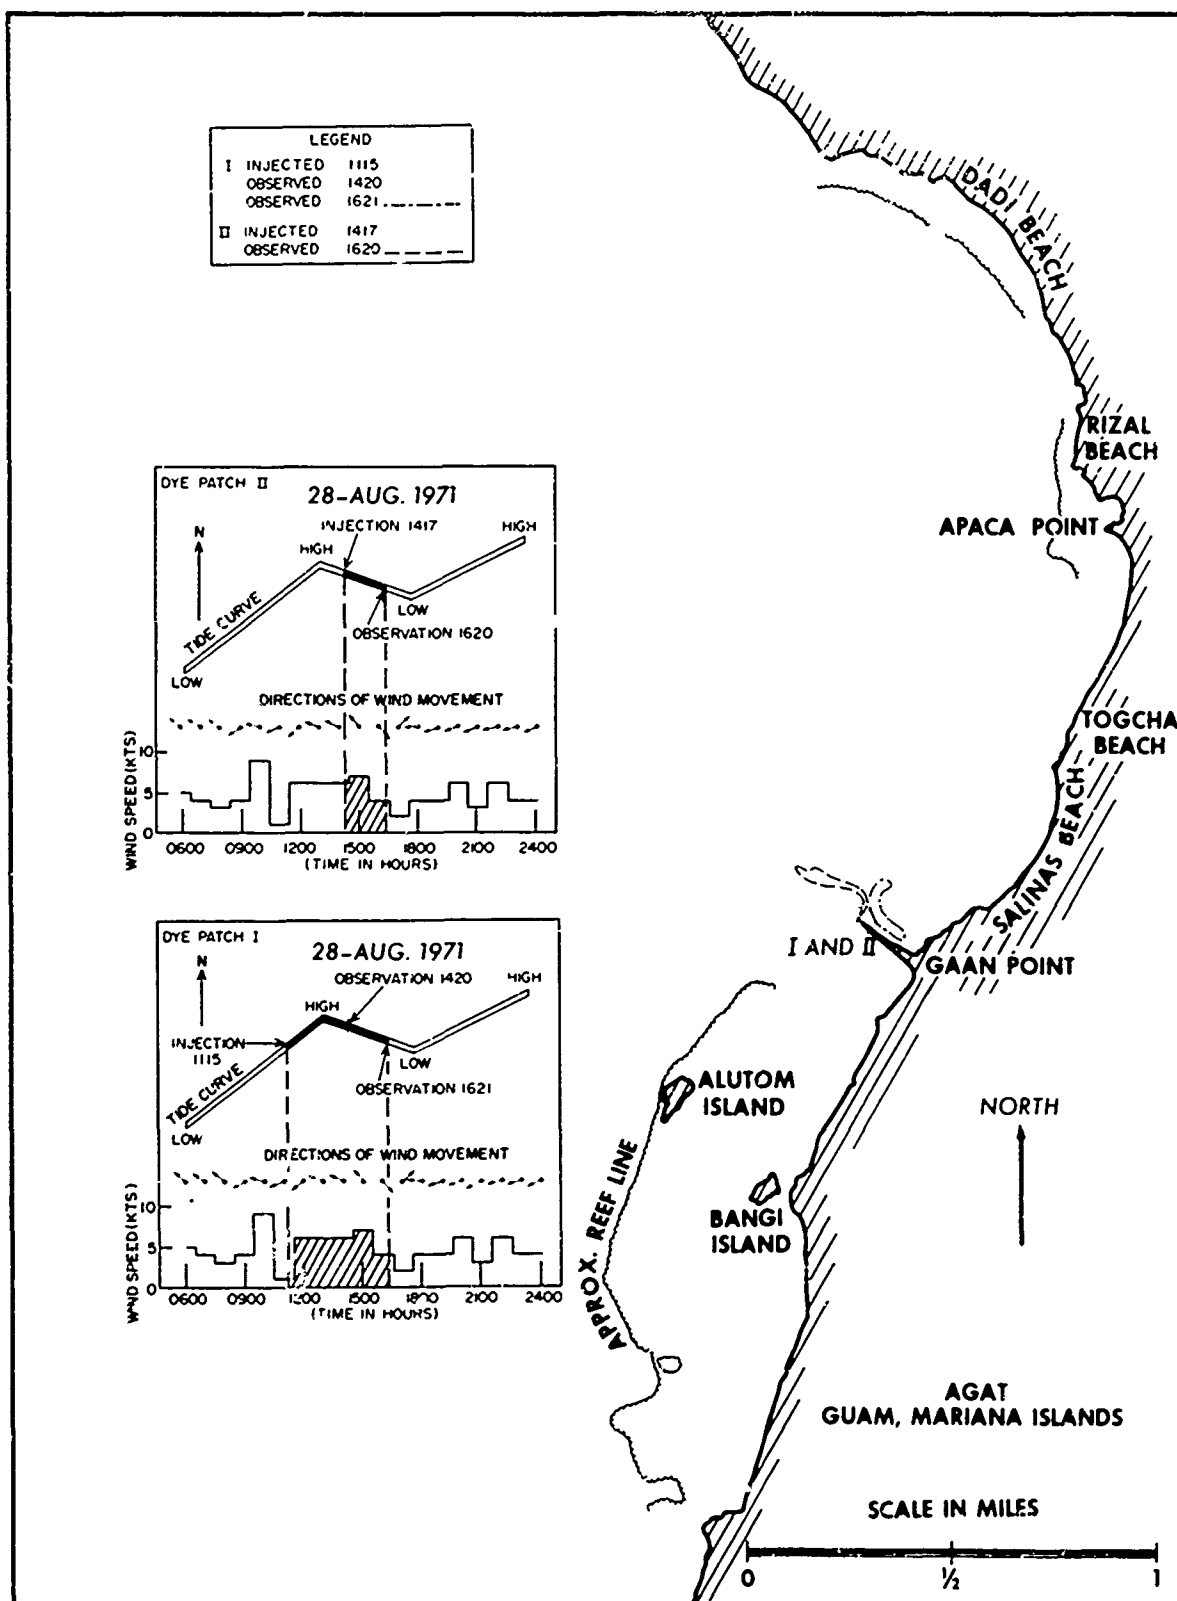 LEGEND
I INJECTED 1115
OBSERVED 1420
OBSERVED 1621
II INJECTED 1417
OBSERVED 1620
DADI BEACH
RIZAL
BEACH
APACA POINT
TOGCHA
BEACH
SALINAS BEACH
I AND II
GAAN POINT
ALUTOM
ISLAND
NORTH
BANGI
ISLAND
APPROX. REEF LINE
AGAT
GUAM, MARIANA ISLANDS
SCALE IN MILES
0 ½ 1
DYE PATCH II
28-AUG. 1971
INJECTION 1417
N
HIGH
HIGH
TIDE CURVE
LOW
OBSERVATION 1620
LOW
DIRECTIONS OF WIND MOVEMENT
WIND SPEED (KTS)
10
5
0
0600 0900 1200 1500 1800 2100 2400
(TIME IN HOURS)
DYE PATCH I
28-AUG. 1971
OBSERVATION 1420
N
HIGH
HIGH
INJECTION
1115
LOW
TIDE CURVE
OBSERVATION 1621
LOW
DIRECTIONS OF WIND MOVEMENT
WIND SPEED (KTS)
10
5
0
0600 0900 1200 1500 1800 2100 2400
(TIME IN HOURS)